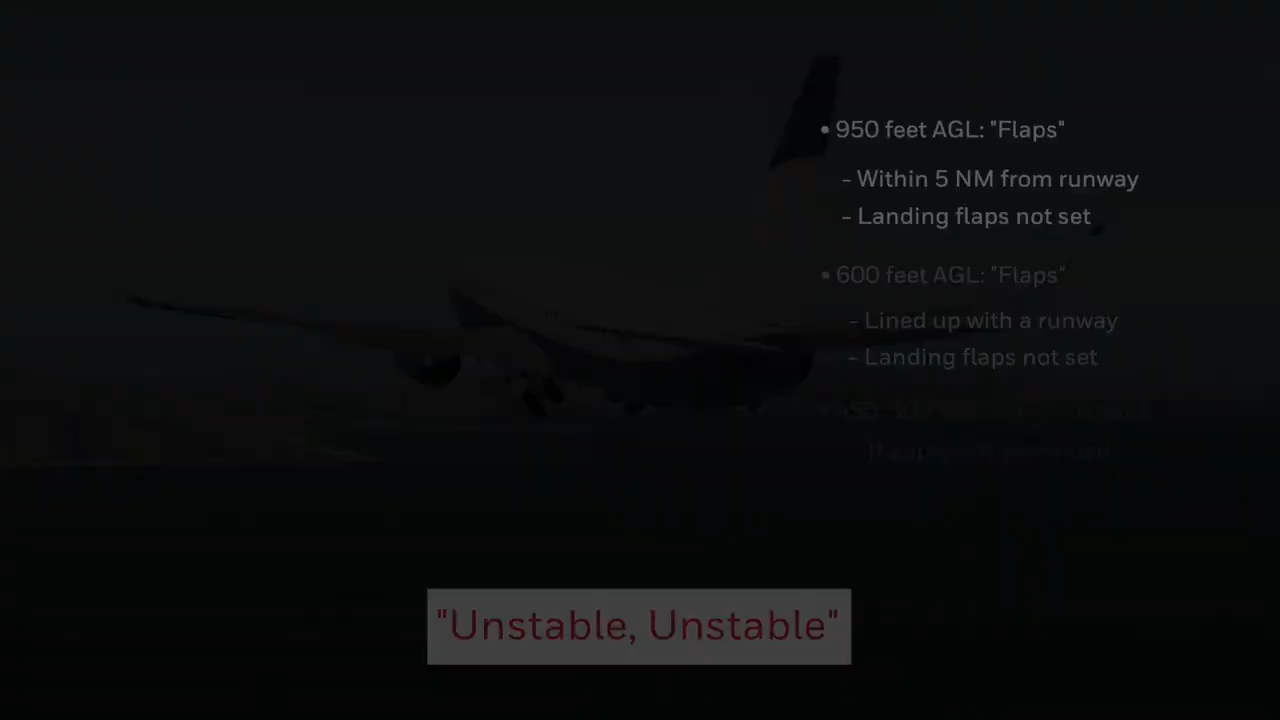 • 950 feet AGL: "Flaps"
- Within 5 NM from runway
- Landing flaps not set
• 600 feet AGL: "Flaps"
- Lined up with a runway
- Landing flaps not set
"Unstable, Unstable"